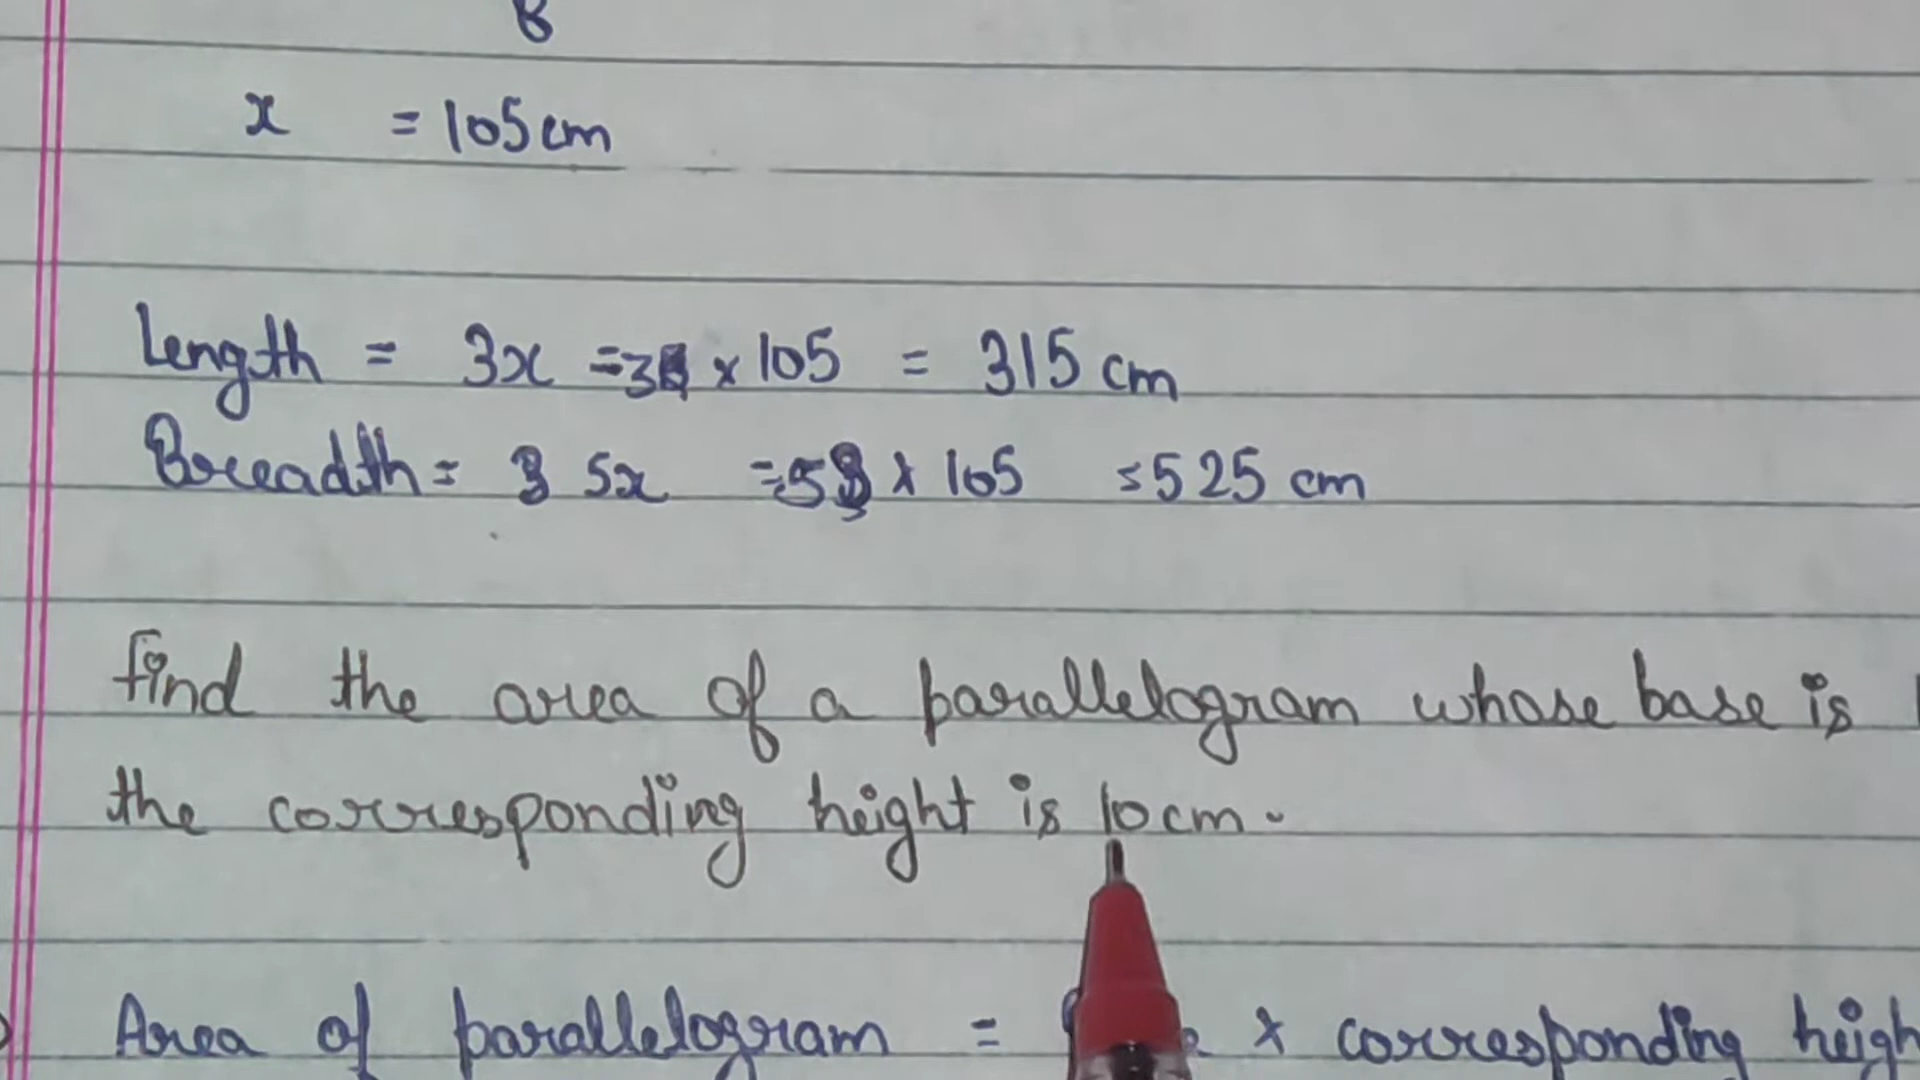 x = 105 cm
Length = 3x = 3 × 105 = 315 cm
Breadth = 5x = 5 × 105 = 525 cm
find the area of a parallelogram whose base is
the corresponding height is 10 cm.
Area of parallelogram = × corresponding